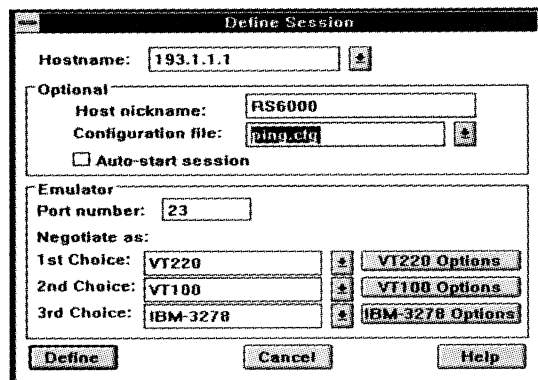 Define Session
Hostname: 193.1.1.1
Optional
Host nickname: RS6000
Configuration file: ping.cfg
Auto-start session
Emulator
Port number: 23
Negotiate as:
1st Choice: VT220 VT220 Options
2nd Choice: VT100 VT100 Options
3rd Choice: IBM-3278 IBM-3278 Options
Define Cancel Help